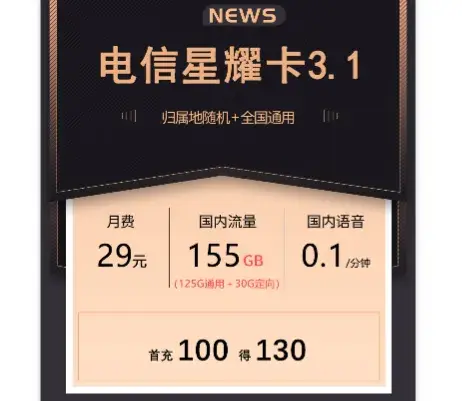 NEWS
电信星耀卡3.1
归属地随机+全国通用
月费 国内流量 国内语音
29元 155GB 0.1/分钟
(125G通用+30G定向)
首充 100 得 130